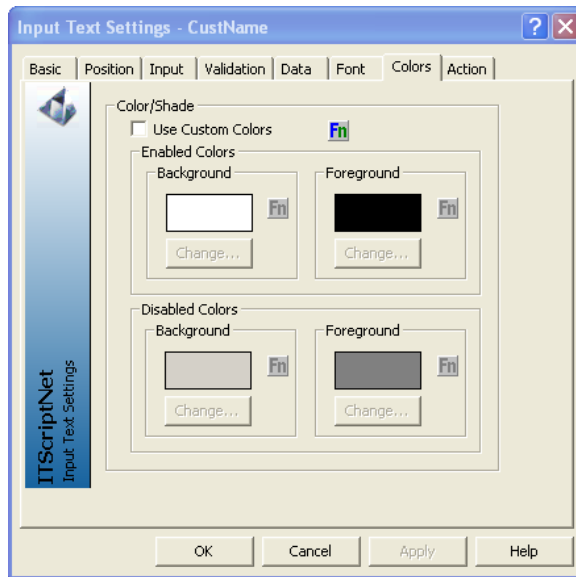 Input Text Settings - CustName
?
X
Basic Position Input Validation Data Font Colors Action
Color/Shade
Use Custom Colors Fn
Enabled Colors
Background Foreground
Fn Fn
Change... Change...
Disabled Colors
Background Foreground
Fn Fn
Change... Change...
ITScriptNet
Input Text Settings
OK Cancel Apply Help